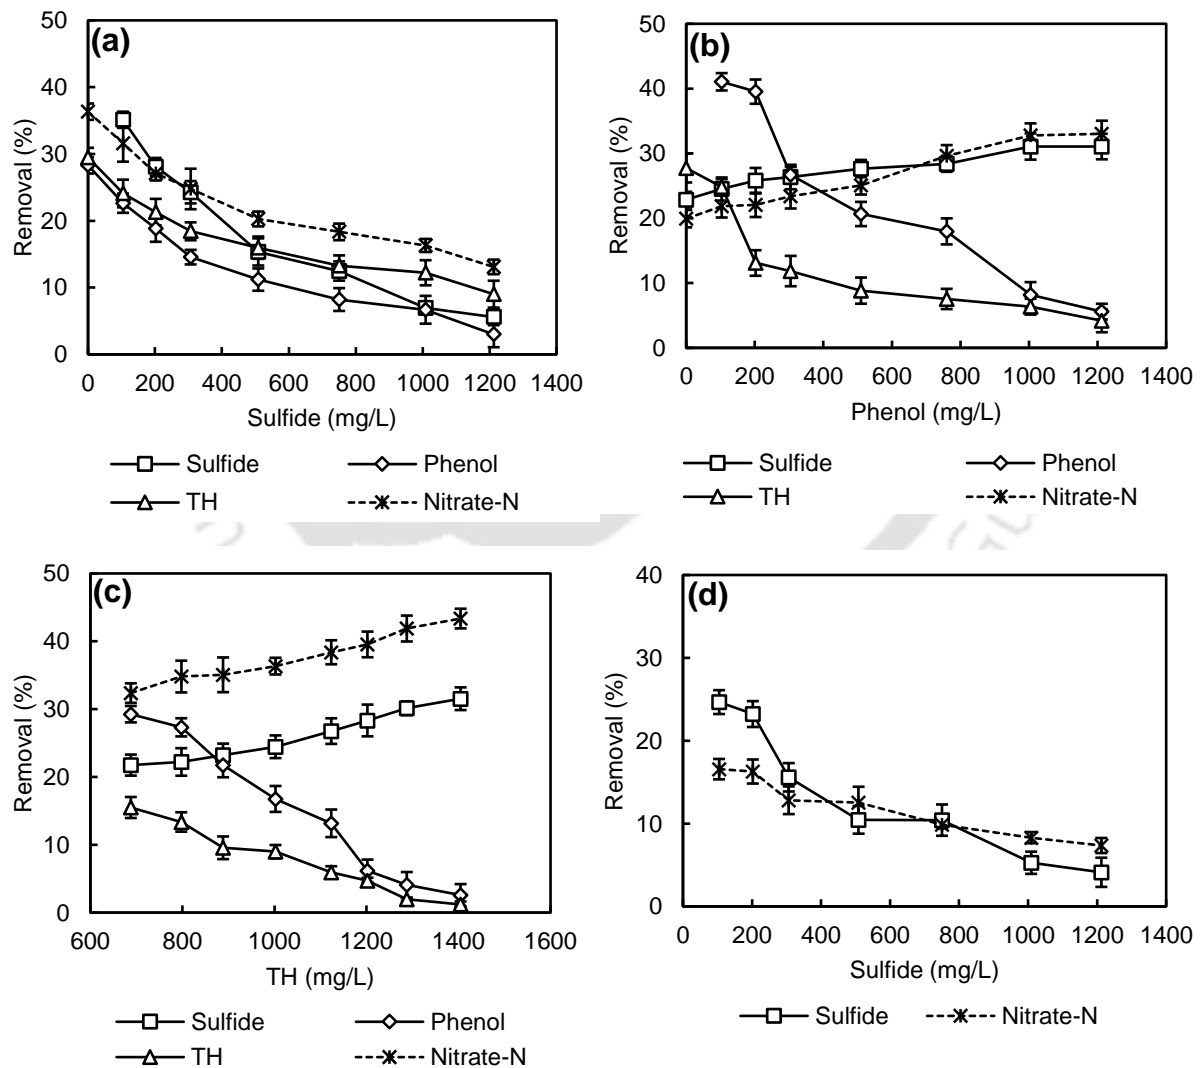 (a)
50
40
30
20
10
0
Removal (%)
0 200 400 600 800 1000 1200 1400
Sulfide (mg/L)
Sulfide Phenol
TH Nitrate-N
(b)
50
40
30
20
10
0
Removal (%)
0 200 400 600 800 1000 1200 1400
Phenol (mg/L)
Sulfide Phenol
TH Nitrate-N
(c)
50
40
30
20
10
0
Removal (%)
600 800 1000 1200 1400 1600
TH (mg/L)
Sulfide Phenol
TH Nitrate-N
(d)
40
30
20
10
0
Removal (%)
0 200 400 600 800 1000 1200 1400
Sulfide (mg/L)
Sulfide Nitrate-N